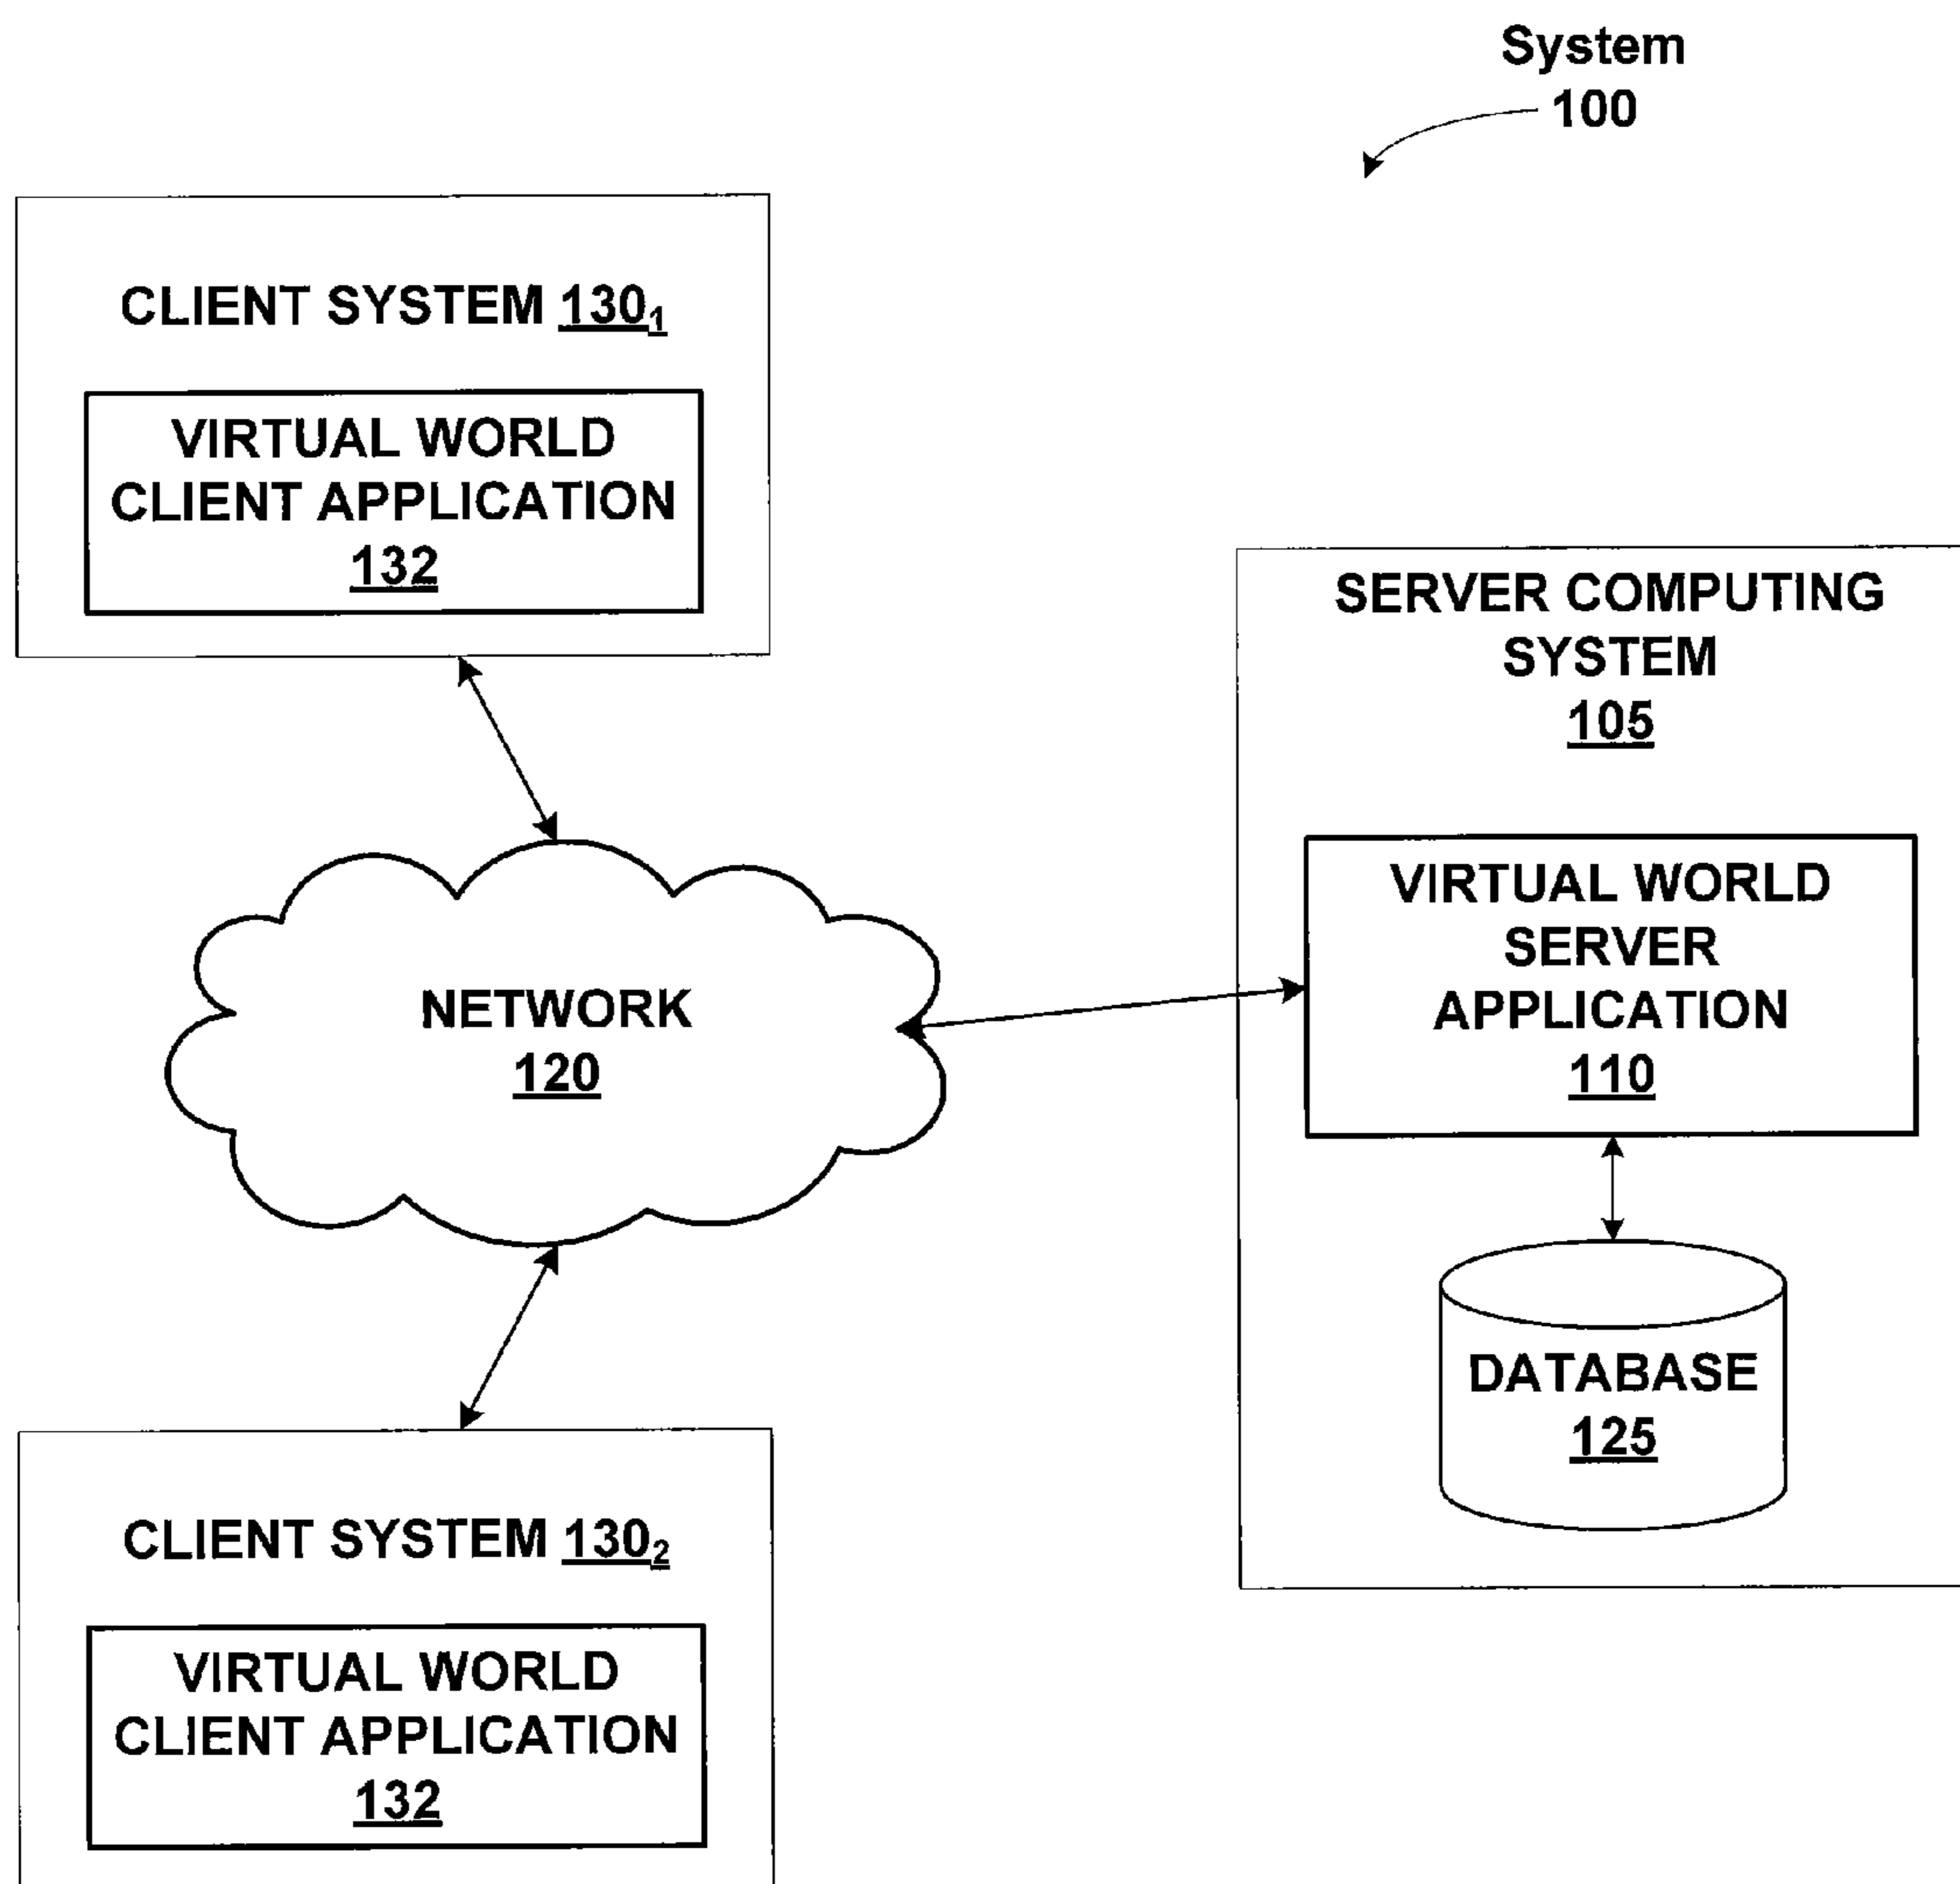 System
100
CLIENT SYSTEM 130₁
VIRTUAL WORLD
CLIENT APPLICATION
132
SERVER COMPUTING
SYSTEM
105
VIRTUAL WORLD
SERVER
APPLICATION
110
NETWORK
120
DATABASE
125
CLIENT SYSTEM 130₂
VIRTUAL WORLD
CLIENT APPLICATION
132